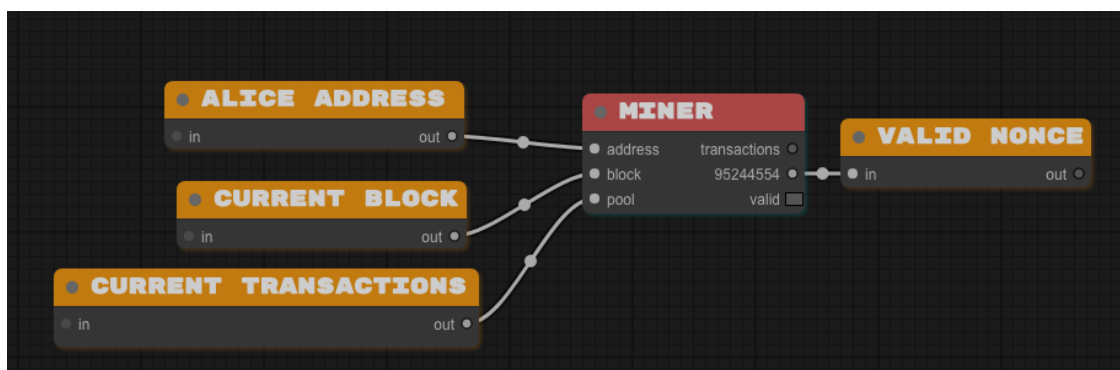 ALICE ADDRESS
in out
CURRENT BLOCK
in out
CURRENT TRANSACTIONS
in out
MINER
address transactions
block 95244554
pool valid
VALID NONCE
in out